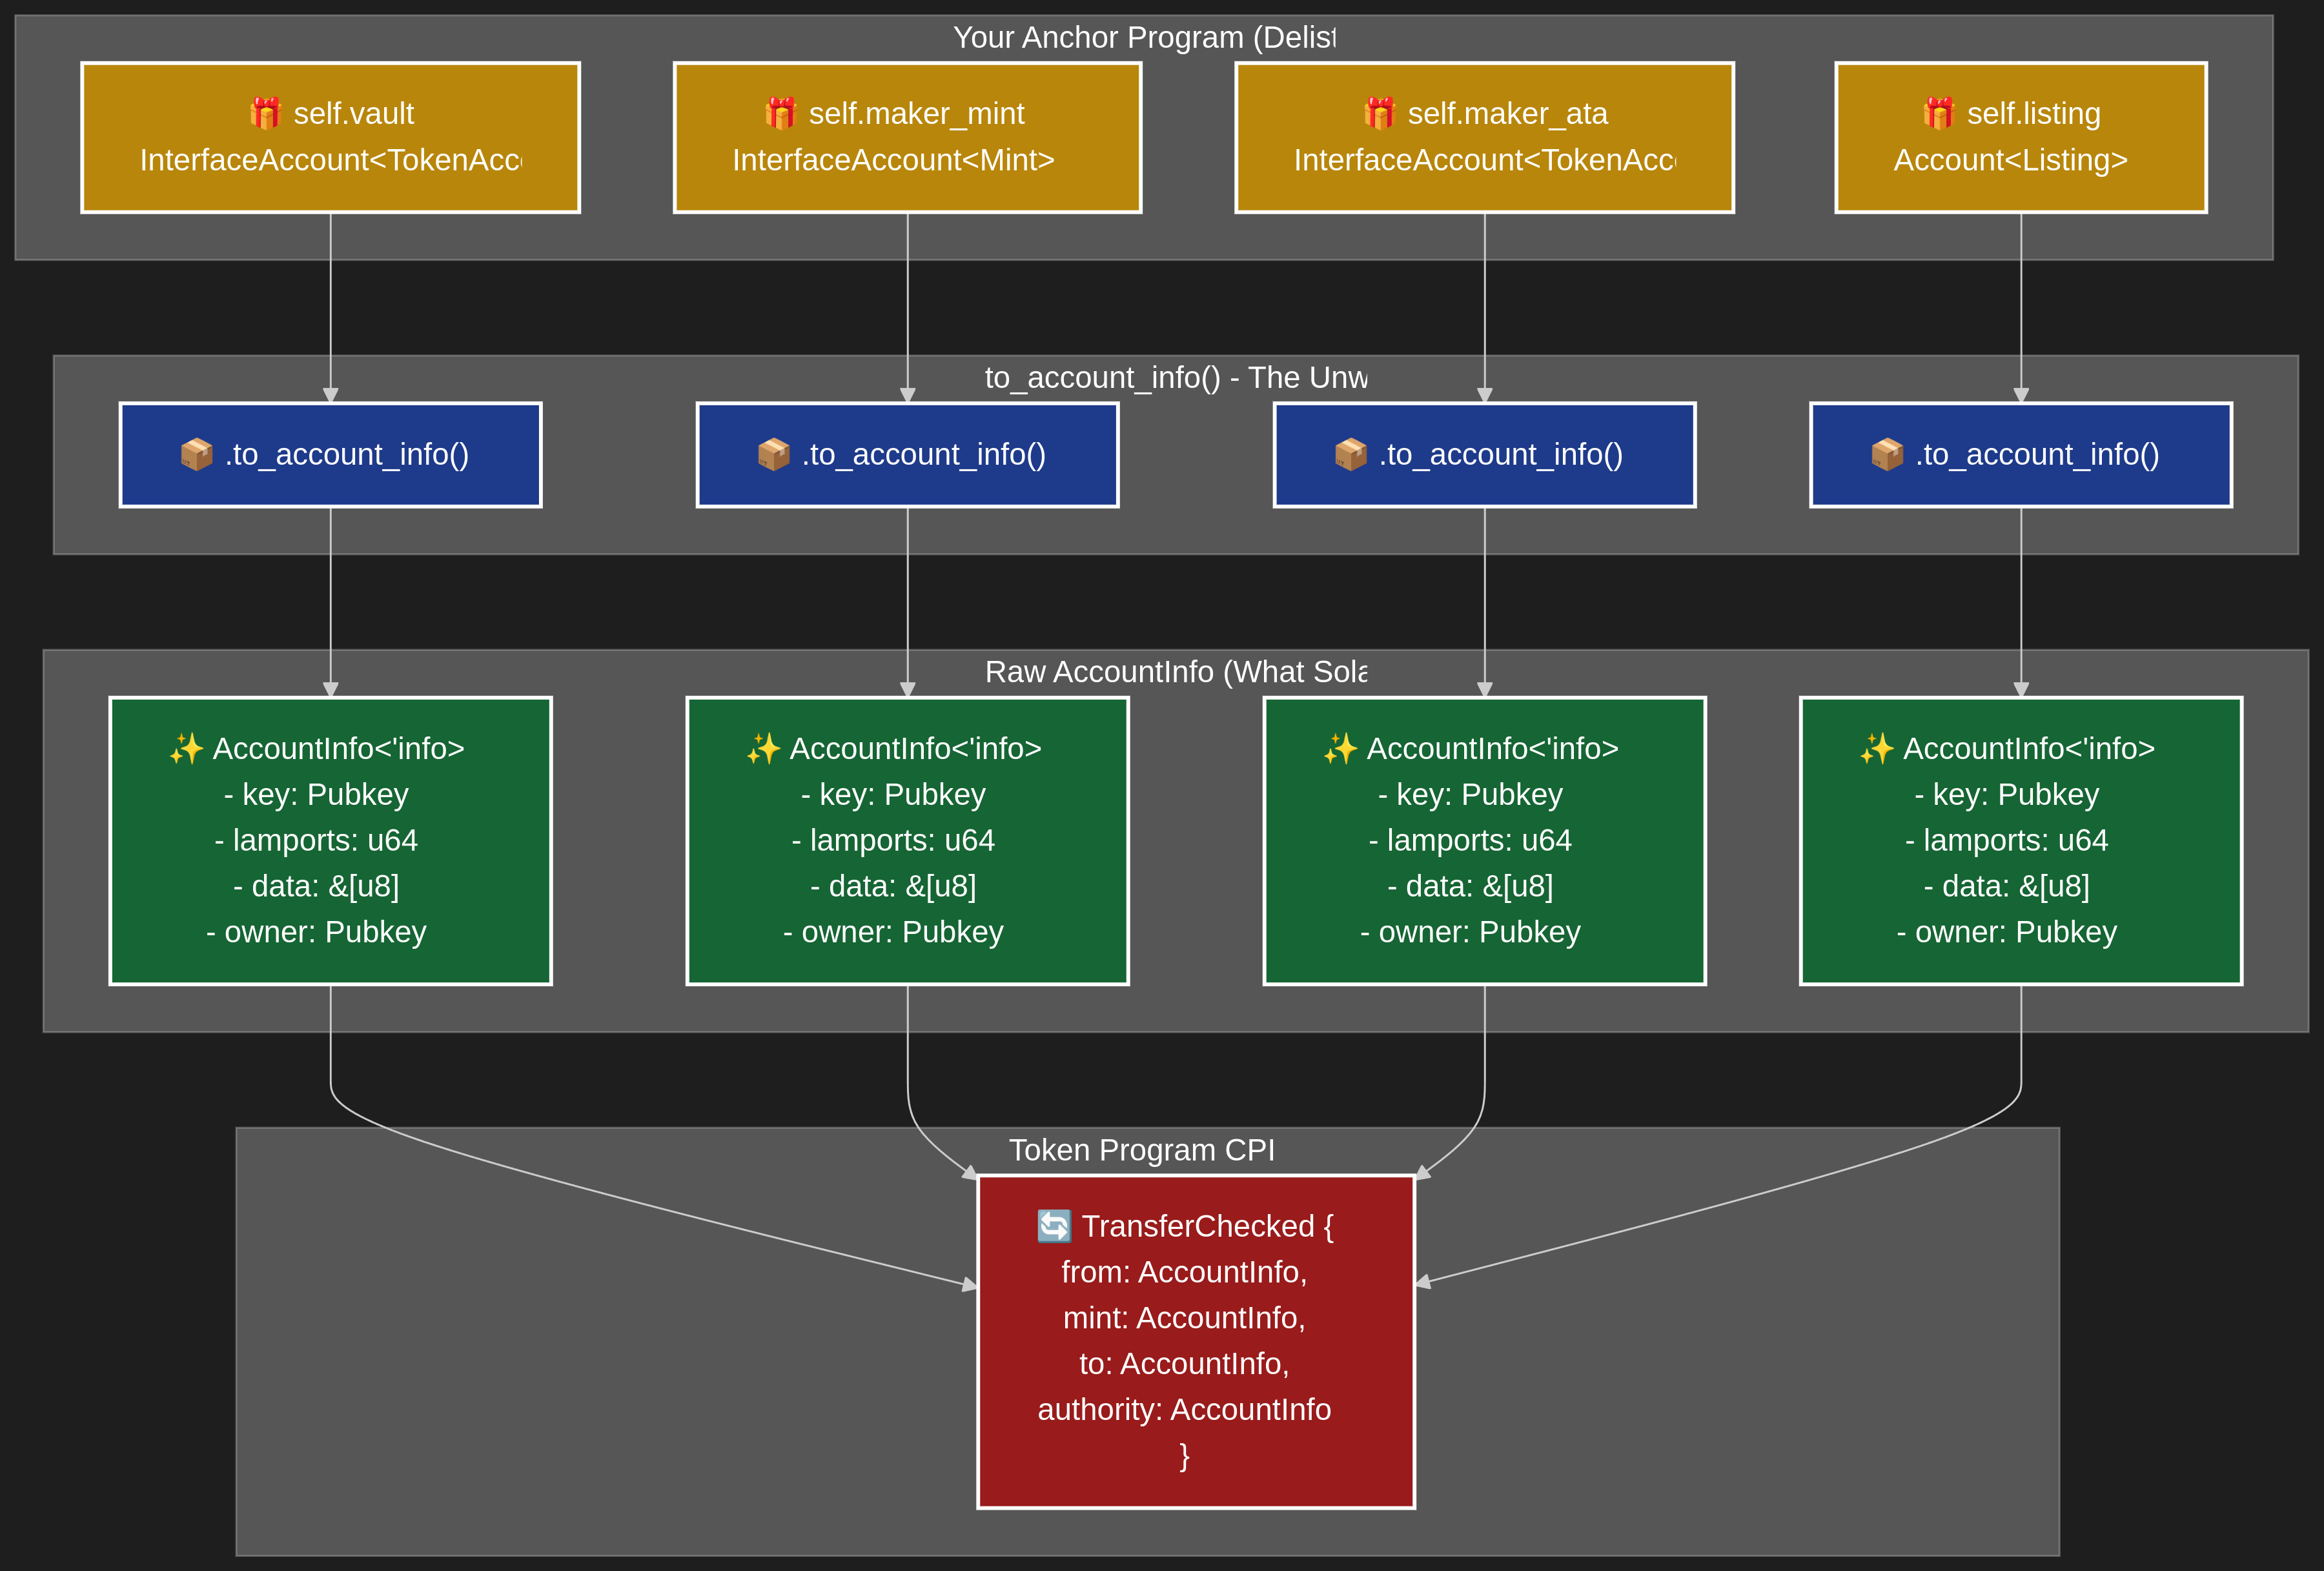 Your Anchor Program (Delist
🎁 self.vault
InterfaceAccount<TokenAcc
🎁 self.maker_mint
InterfaceAccount<Mint>
🎁 self.maker_ata
InterfaceAccount<TokenAcc
🎁 self.listing
Account<Listing>
to_account_info() - The Unw
📦 .to_account_info()
📦 .to_account_info()
📦 .to_account_info()
📦 .to_account_info()
Raw AccountInfo (What Sola
✨ AccountInfo<'info>
- key: Pubkey
- lamports: u64
- data: &[u8]
- owner: Pubkey
✨ AccountInfo<'info>
- key: Pubkey
- lamports: u64
- data: &[u8]
- owner: Pubkey
✨ AccountInfo<'info>
- key: Pubkey
- lamports: u64
- data: &[u8]
- owner: Pubkey
✨ AccountInfo<'info>
- key: Pubkey
- lamports: u64
- data: &[u8]
- owner: Pubkey
Token Program CPI
🔄 TransferChecked {
from: AccountInfo,
mint: AccountInfo,
to: AccountInfo,
authority: AccountInfo
}